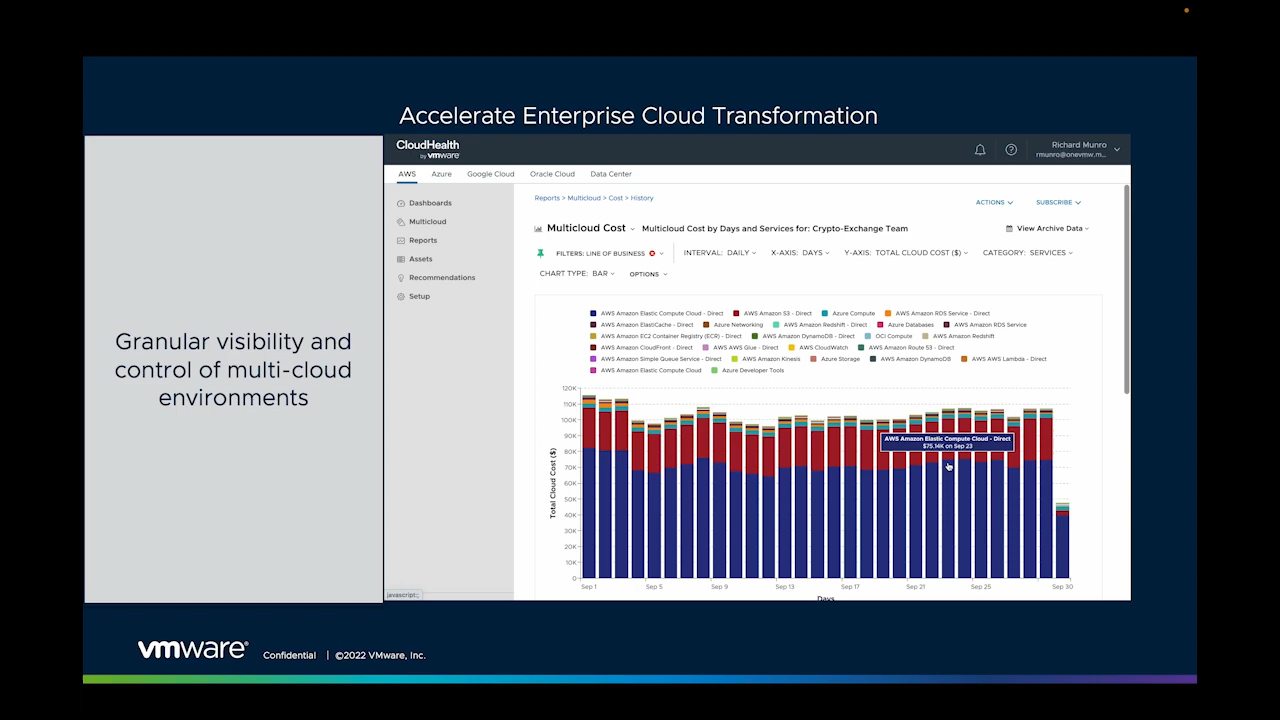 Accelerate Enterprise Cloud Transformation
Granular visibility and
control of multi-cloud
environments
CloudHealth
by vmware
Richard Munro
rmunro@onevmw.m...
AWS Azure Google Cloud Oracle Cloud Data Center
Dashboards
Multicloud
Reports
Assets
Recommendations
Setup
Reports > Multicloud > Cost > History
ACTIONS SUBSCRIBE
Multicloud Cost Multicloud Cost by Days and Services for: Crypto-Exchange Team View Archive Data
FILTERS: LINE OF BUSINESS INTERVAL: DAILY X-AXIS: DAYS Y-AXIS: TOTAL CLOUD COST ($) CATEGORY: SERVICES
CHART TYPE: BAR OPTIONS
AWS Amazon Elastic Compute Cloud - Direct AWS Amazon S3 - Direct Azure Compute AWS Amazon RDS Service - Direct
AWS Amazon ElastiCache - Direct Azure Networking AWS Amazon Redshift - Direct Azure Databases AWS Amazon RDS Service
AWS Amazon EC2 Container Registry (ECR) - Direct AWS Amazon DynamoDB - Direct OCI Compute AWS Amazon Redshift
AWS Amazon CloudFront - Direct AWS AWS Glue - Direct AWS CloudWatch AWS Amazon Route 53 - Direct
AWS Amazon Simple Queue Service - Direct AWS Amazon Kinesis Azure Storage AWS Amazon DynamoDB AWS AWS Lambda - Direct
AWS Amazon Elastic Compute Cloud Azure Developer Tools
120K
110K
100K
90K
80K
70K
60K
50K
40K
30K
20K
10K
0
Total Cloud Cost ($)
AWS Amazon Elastic Compute Cloud - Direct
$75.14K on Sep 23
Sep 1 Sep 5 Sep 9 Sep 13 Sep 17 Sep 21 Sep 25 Sep 30
Days
javascript:;
vmware® Confidential | ©2022 VMware, Inc.